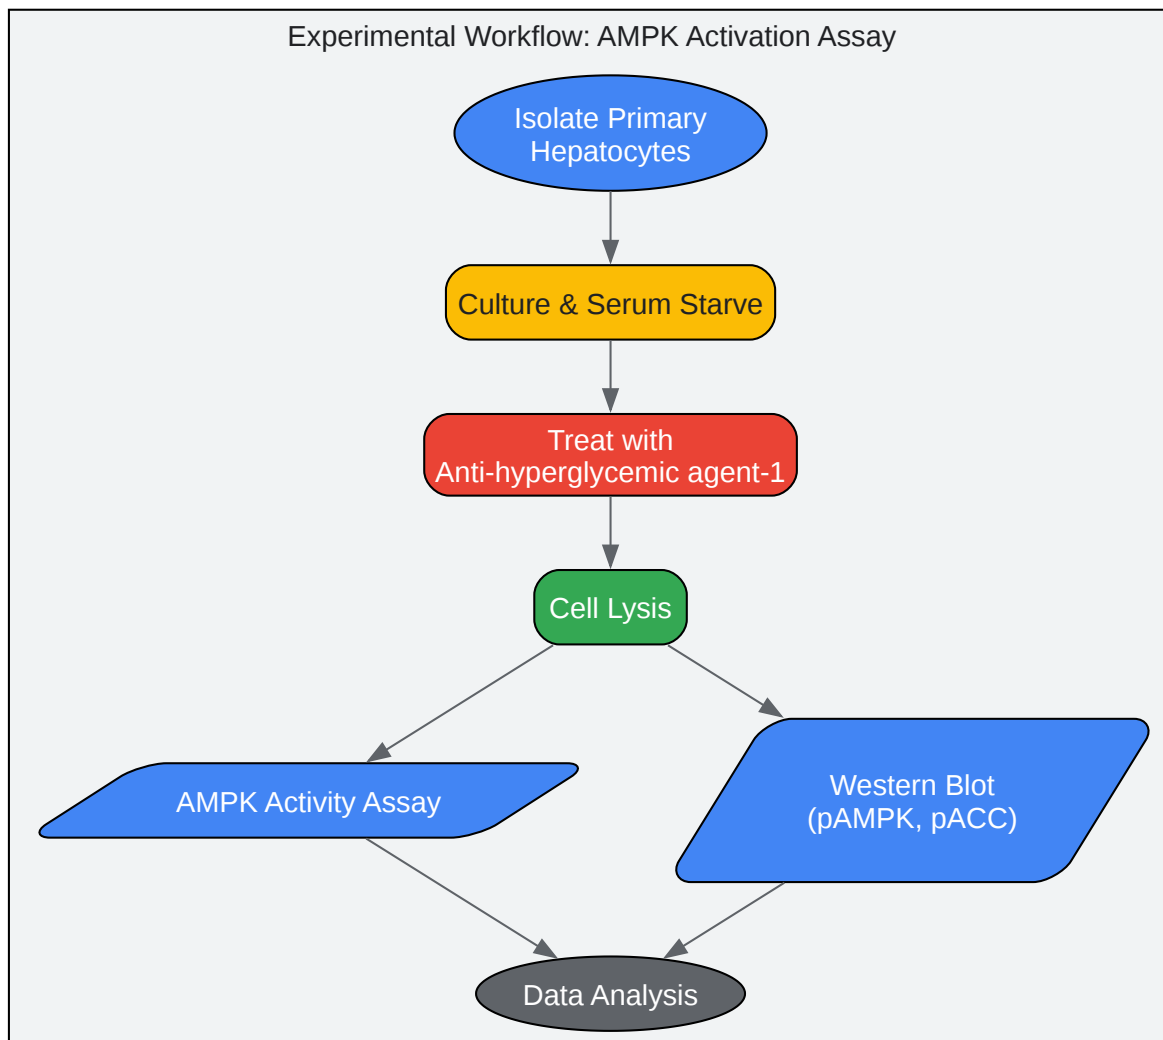 Experimental Workflow: AMPK Activation Assay
Isolate Primary
Hepatocytes
Culture & Serum Starve
Treat with
Anti-hyperglycemic agent-1
Cell Lysis
AMPK Activity Assay
Western Blot
(pAMPK, pACC)
Data Analysis